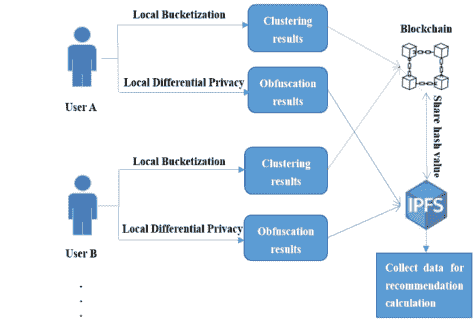 Local Bucketization
Clustering
results
Blockchain
User A
Local Differential Privacy
Obfuscation
results
Share hash value
Local Bucketization
Clustering
results
User B
Local Differential Privacy
Obfuscation
results
IPFS
Collect data for
recommendation
calculation